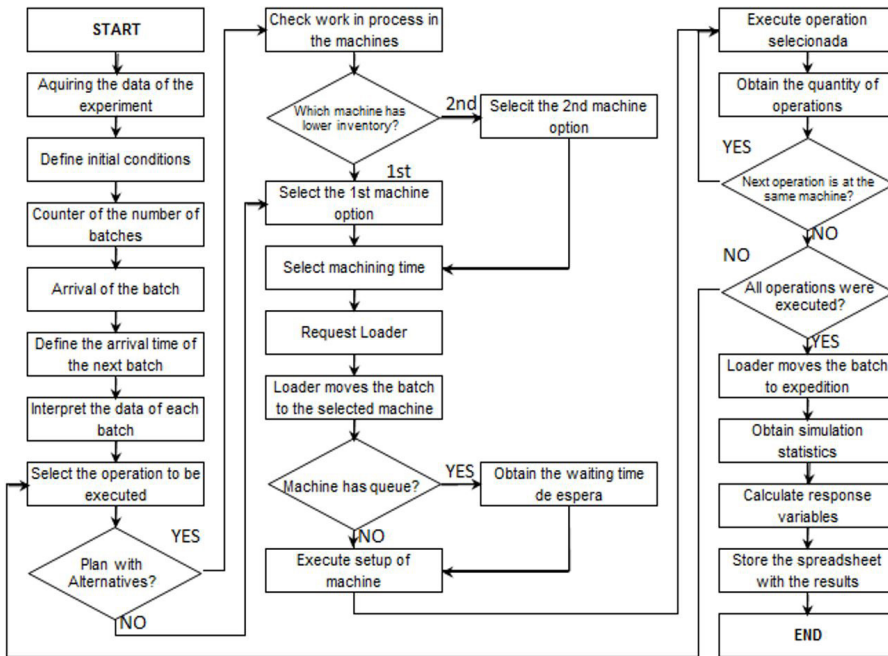 START
Aquiring the data of the
experiment
Define initial conditions
Counter of the number of
batches
Arrival of the batch
Define the arrival time of
the next batch
Interpret the data of each
batch
Select the operation to be
executed
YES
Plan with
Alternatives?
NO
Check work in process in
the machines
Which machine has
lower inventory?
2nd
Selecit the 2nd machine
option
1st
Select the 1st machine
option
Select machining time
Request Loader
Loader moves the batch
to the selected machine
Machine has queue?
YES
Obtain the waiting time
de espera
NO
Execute setup of
machine
Execute operation
selecionada
Obtain the quantity of
operations
YES
Next operation is at the
same machine?
NO
NO
All operations were
executed?
YES
Loader moves the batch
to expedition
Obtain simulation
statistics
Calculate response
variables
Store the spreadsheet
with the results
END